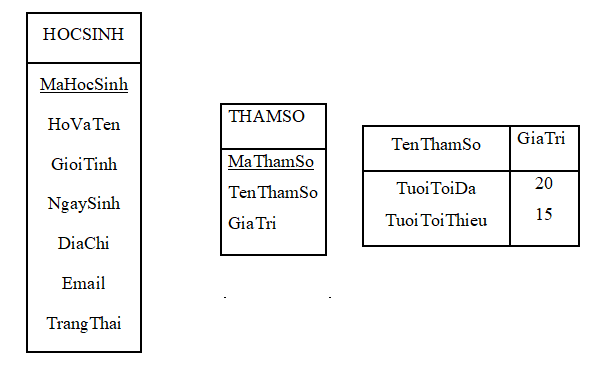 HOCSINH
MaHocSinh
HoVaTen
GioiTinh
NgaySinh
DiaChi
Email
TrangThai
THAMSO
MaThamSo
TenThamSo
GiaTri
TenThamSo GiaTri
TuoiToiDa 20
TuoiToiThieu 15